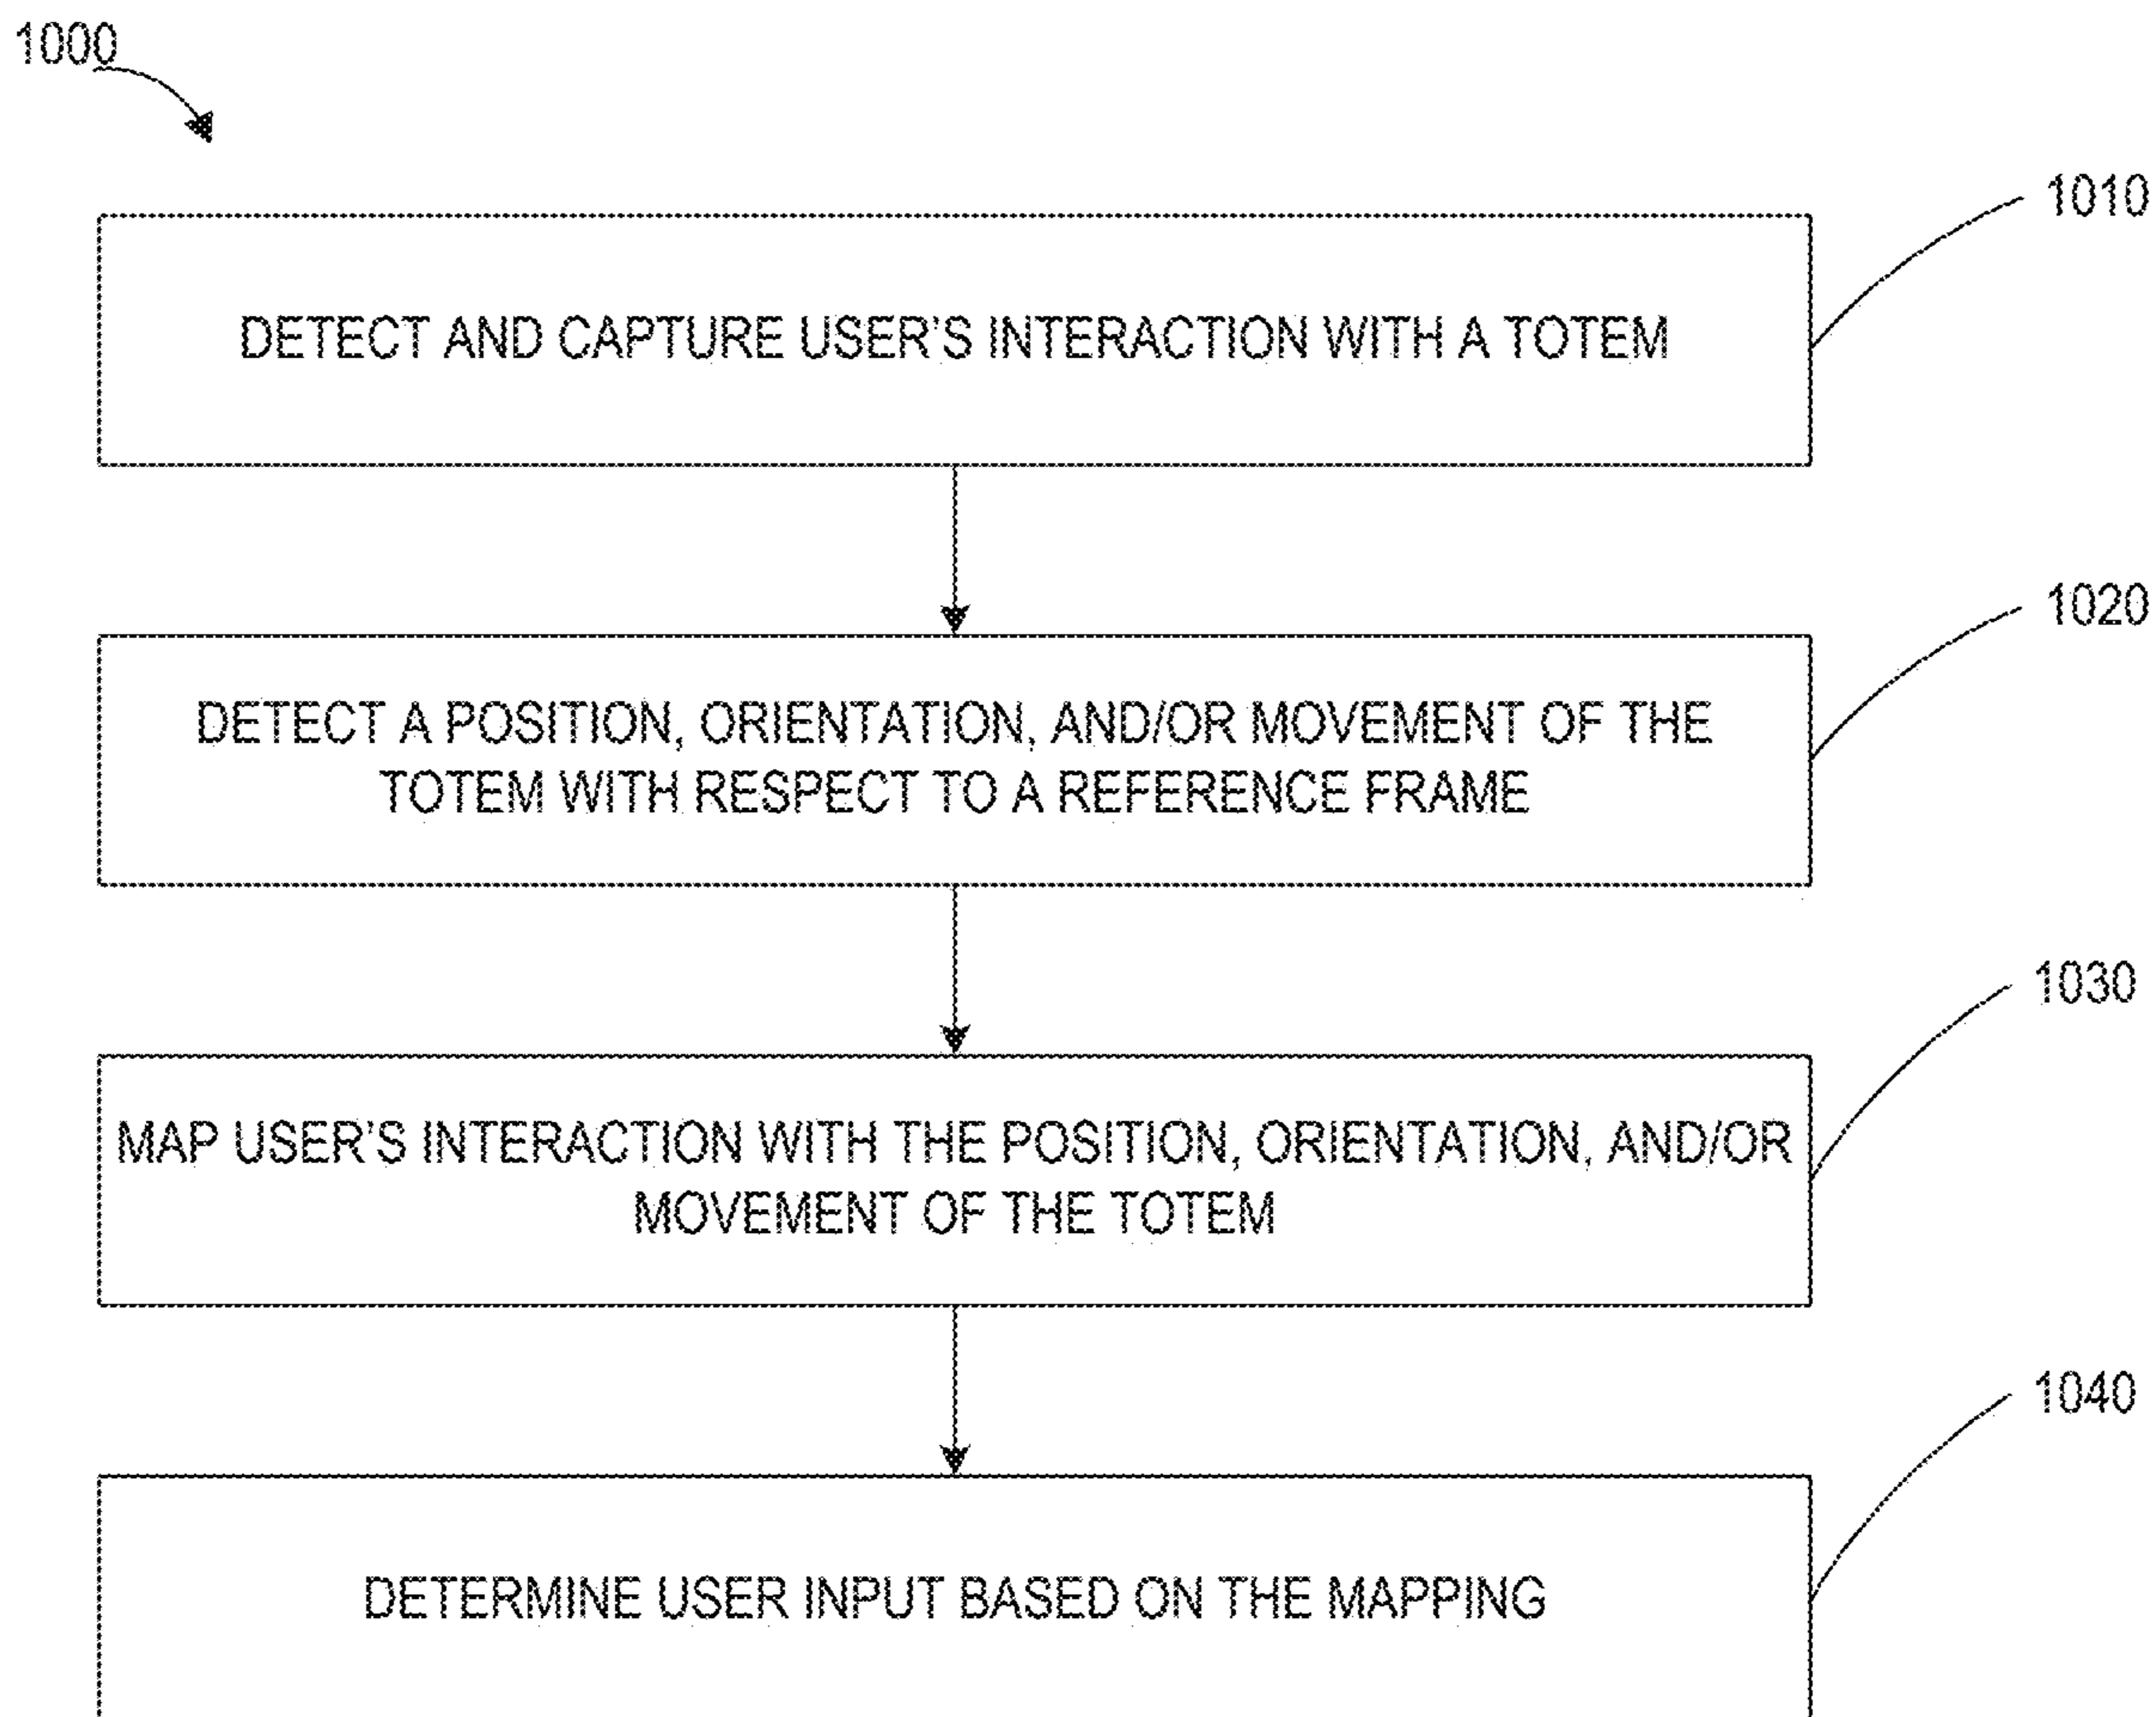 1000
1010
DETECT AND CAPTURE USER'S INTERACTION WITH A TOTEM
1020
DETECT A POSITION, ORIENTATION, AND/OR MOVEMENT OF THE
TOTEM WITH RESPECT TO A REFERENCE FRAME
1030
MAP USER'S INTERACTION WITH THE POSITION, ORIENTATION, AND/OR
MOVEMENT OF THE TOTEM
1040
DETERMINE USER INPUT BASED ON THE MAPPING